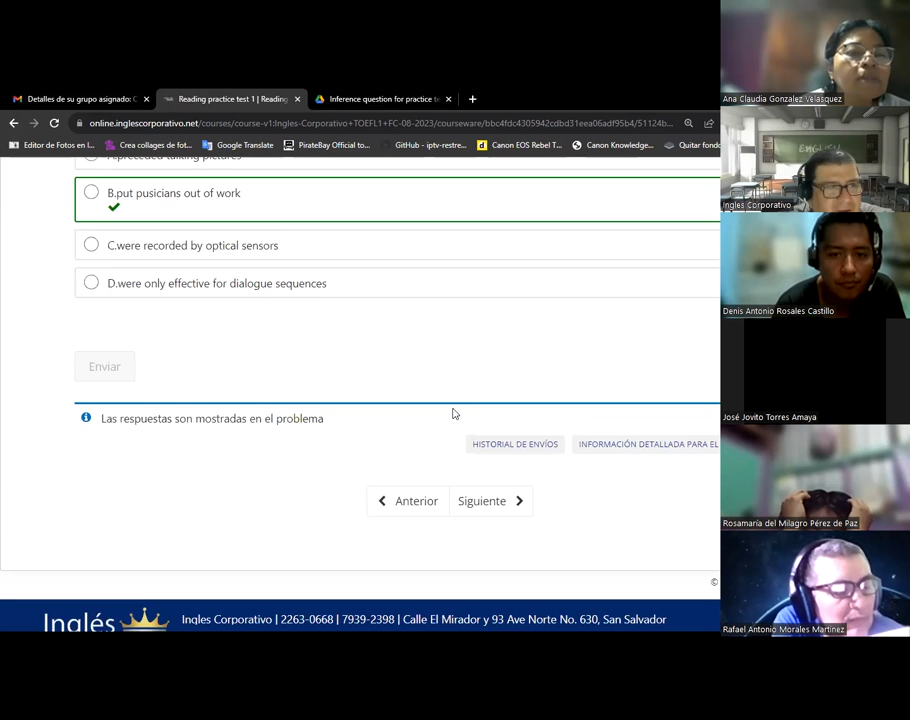 Detalles de su grupo asignado: C
Reading practice test 1 | Reading
Inference question for practice te
online.inglescorporativo.net/courses/course-v1:Ingles-Corporativo+TOEFL1+FC-08-2023/courseware/bbc4fdc4305942cdbd31eea06adf95b4/51124b...
Editor de Fotos en l...
Crea collages de fot...
Google Translate
PirateBay Official to...
GitHub - iptv-restre...
Canon EOS Rebel T...
Canon Knowledge...
Quitar fondo
A.preceded talking pictures
B.put pusicians out of work
C.were recorded by optical sensors
D.were only effective for dialogue sequences
Enviar
Las respuestas son mostradas en el problema
HISTORIAL DE ENVÍOS
INFORMACIÓN DETALLADA PARA EL
Anterior
Siguiente
©
Inglés
Ingles Corporativo | 2263-0668 | 7939-2398 | Calle El Mirador y 93 Ave Norte No. 630, San Salvador
Ana Claudia Gonzalez Velasquez
ENGLISH
Ingles Corporativo
Denis Antonio Rosales Castillo
José Jovito Torres Amaya
Rosamaría del Milagro Pérez de Paz
Rafael Antonio Morales Martinez